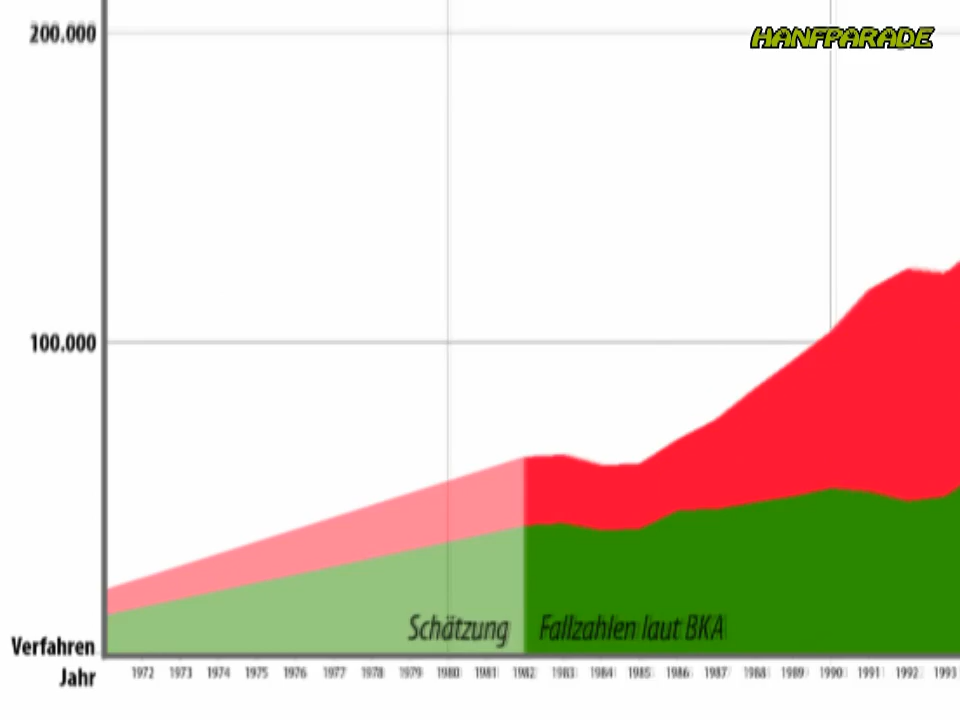 200.000
HANFPARADE
100.000
Schätzung
Fallzahlen laut BKA
Verfahren
1972 1973 1974 1975 1976 1977 1978 1979 1980 1981 1982 1983 1984 1985 1986 1987 1988 1989 1990 1991 1992 1993
Jahr